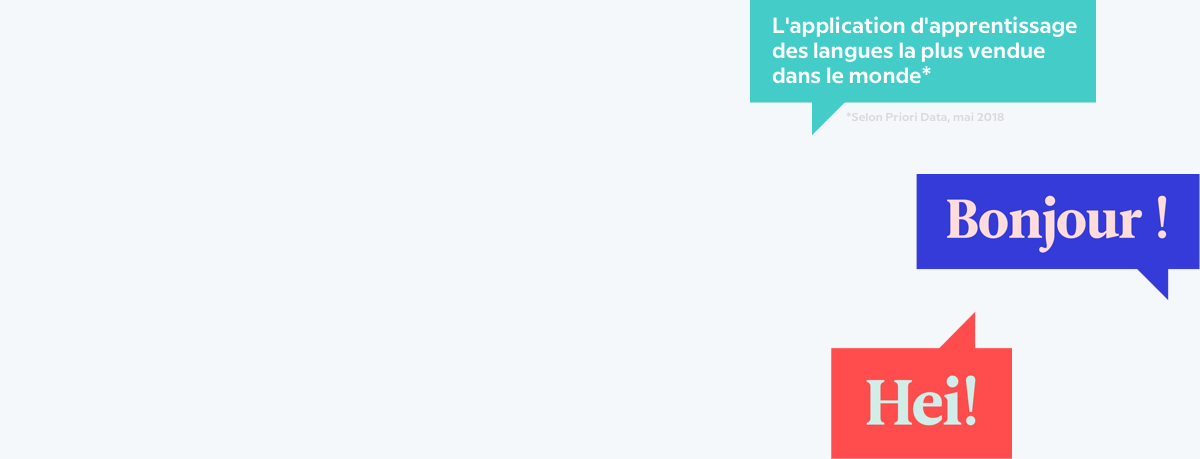 L'application d'apprentissage
des langues la plus vendue
dans le monde*
*Selon Priori Data, mai 2018
Bonjour !
Hei!